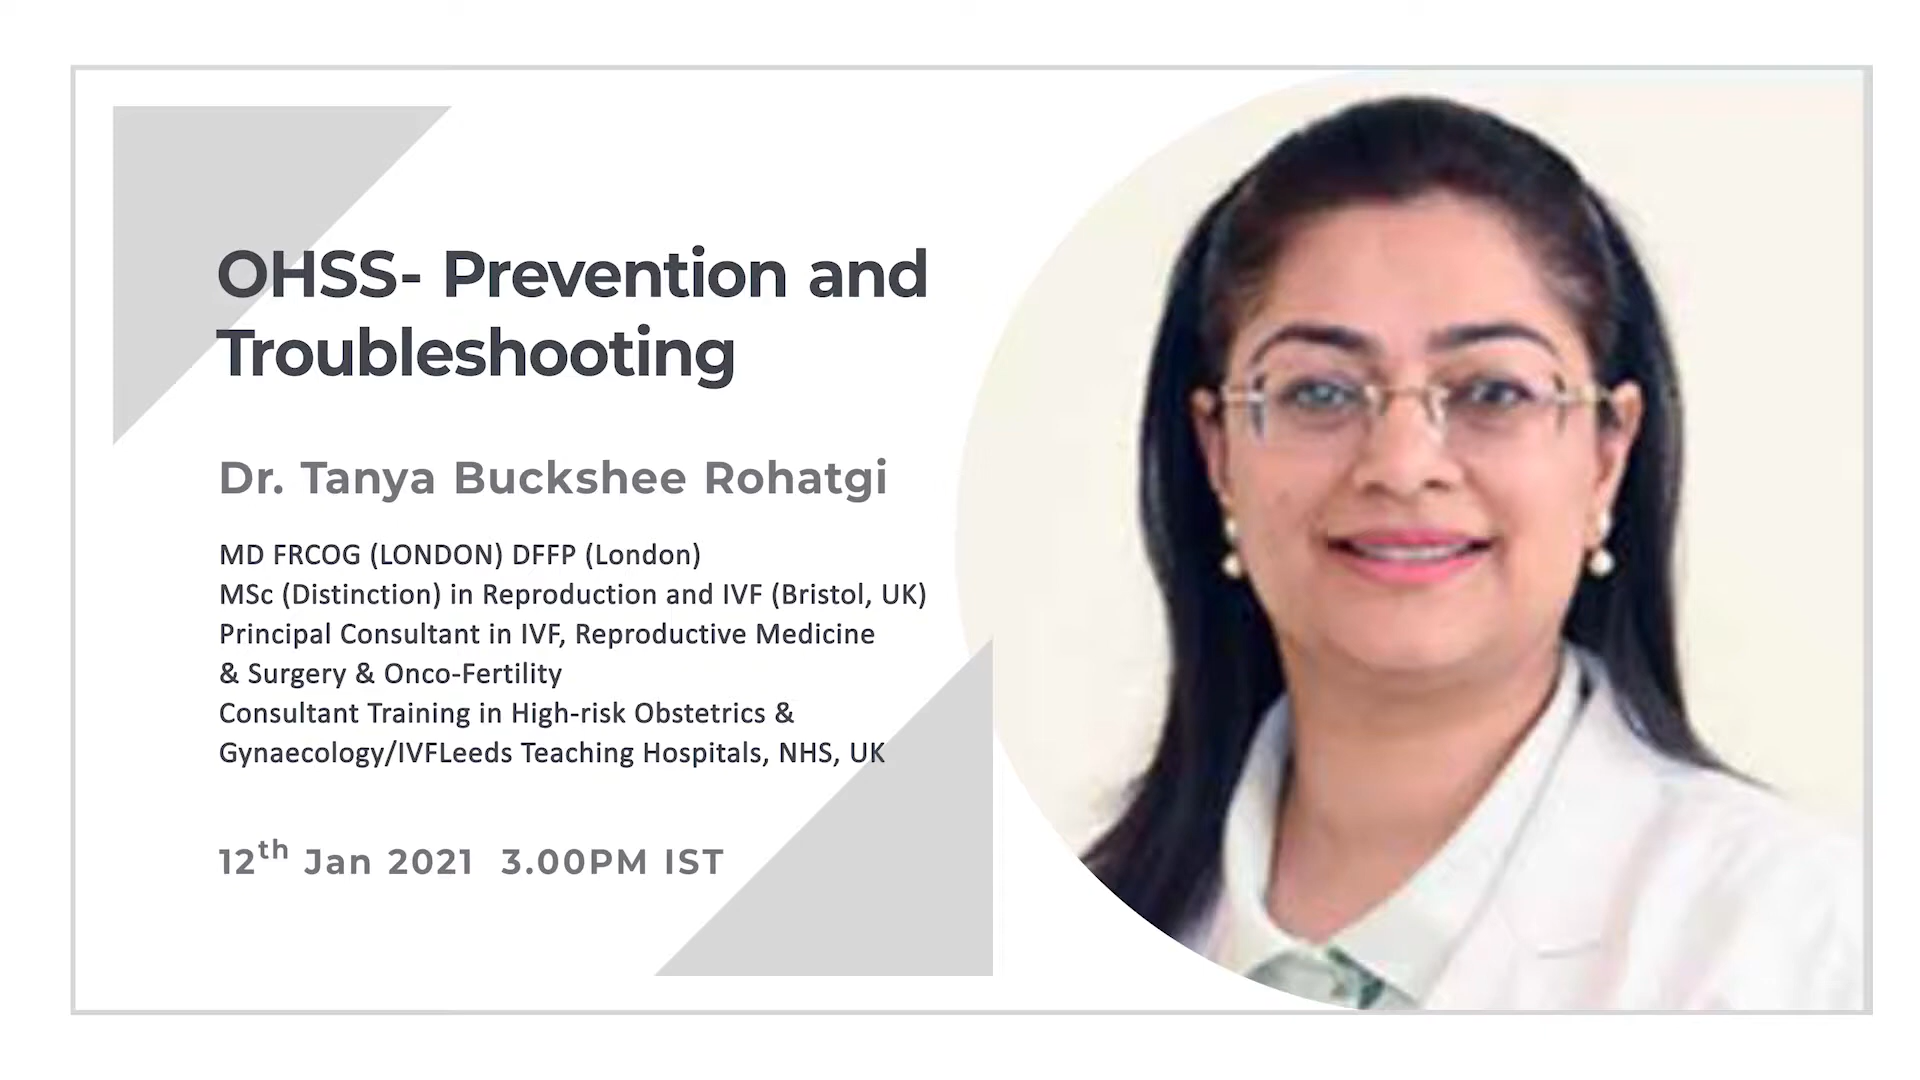 OHSS- Prevention and
Troubleshooting
Dr. Tanya Buckshee Rohatgi
MD FRCOG (LONDON) DFFP (London)
MSc (Distinction) in Reproduction and IVF (Bristol, UK)
Principal Consultant in IVF, Reproductive Medicine
& Surgery & Onco-Fertility
Consultant Training in High-risk Obstetrics &
Gynaecology/IVFLeeds Teaching Hospitals, NHS, UK
12th Jan 2021 3.00PM IST